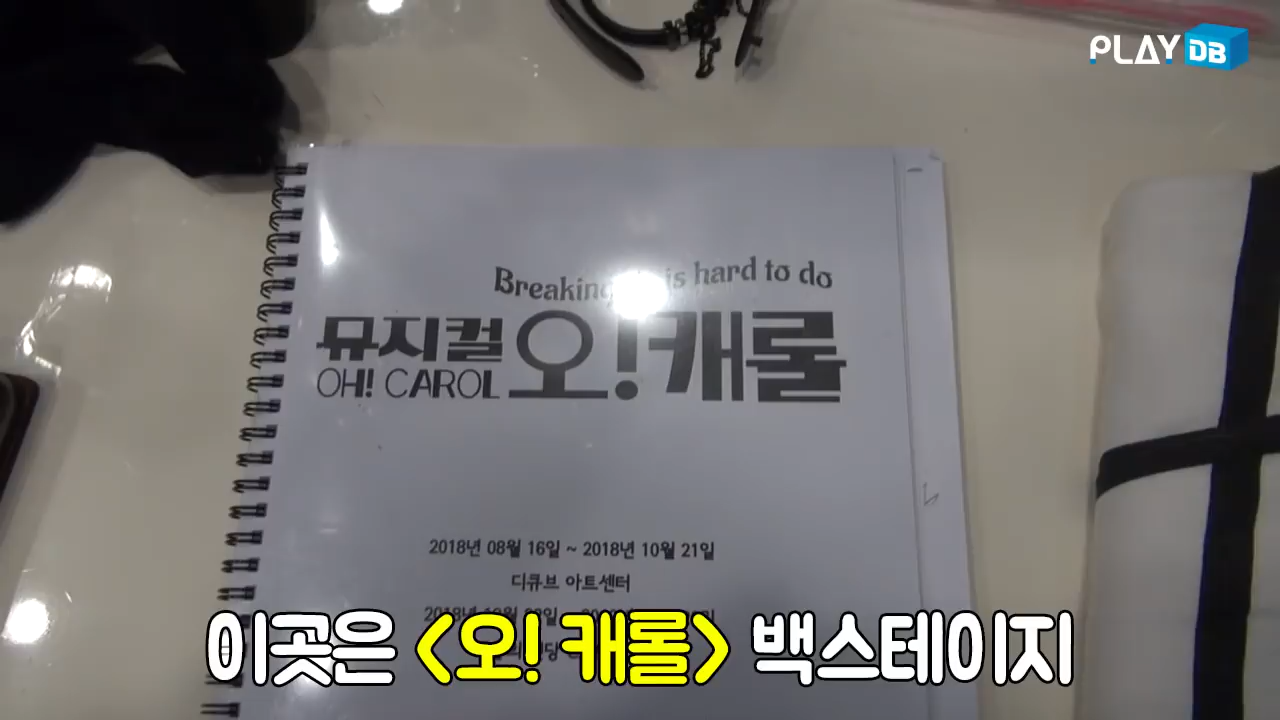 PLAY DB
Breaking is hard to do
뮤지컬 오! 캐롤
OH! CAROL
2018년 08월 16일 ~ 2018년 10월 21일
디큐브 아트센터
이곳은 <오! 캐롤> 백스테이지